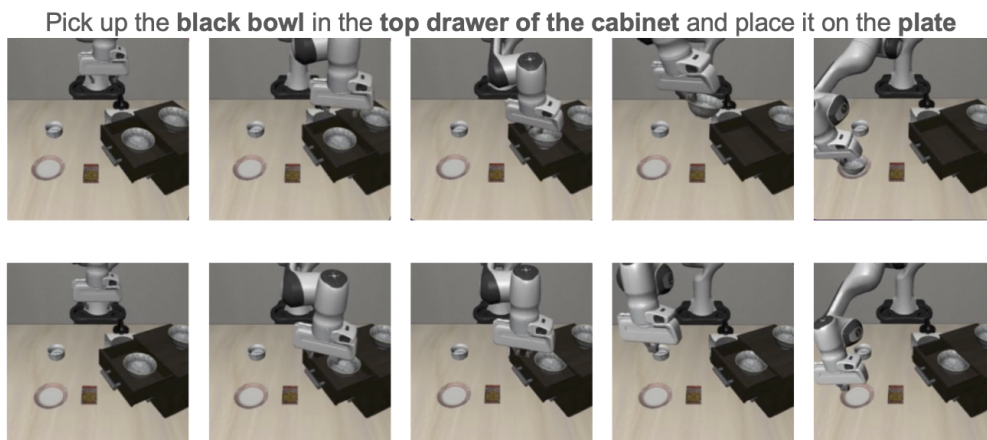 Pick up the black bowl in the top drawer of the cabinet and place it on the plate